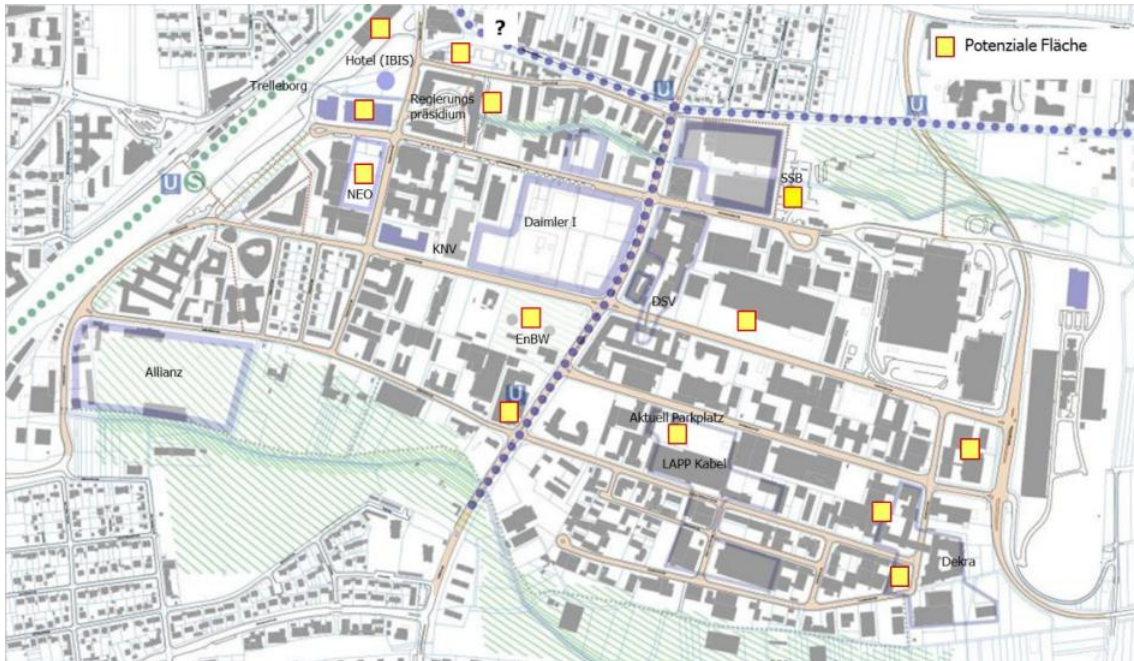 ?
Potenziale Fläche
Hotel (IBIS)
Trelleborg
Regierungs
präsidium
U
U
U
S
NEO
SSB
Daimler I
KNV
DSV
EnBW
Allianz
U
Aktuell Parkplatz
LAPP Kabel
Dekra